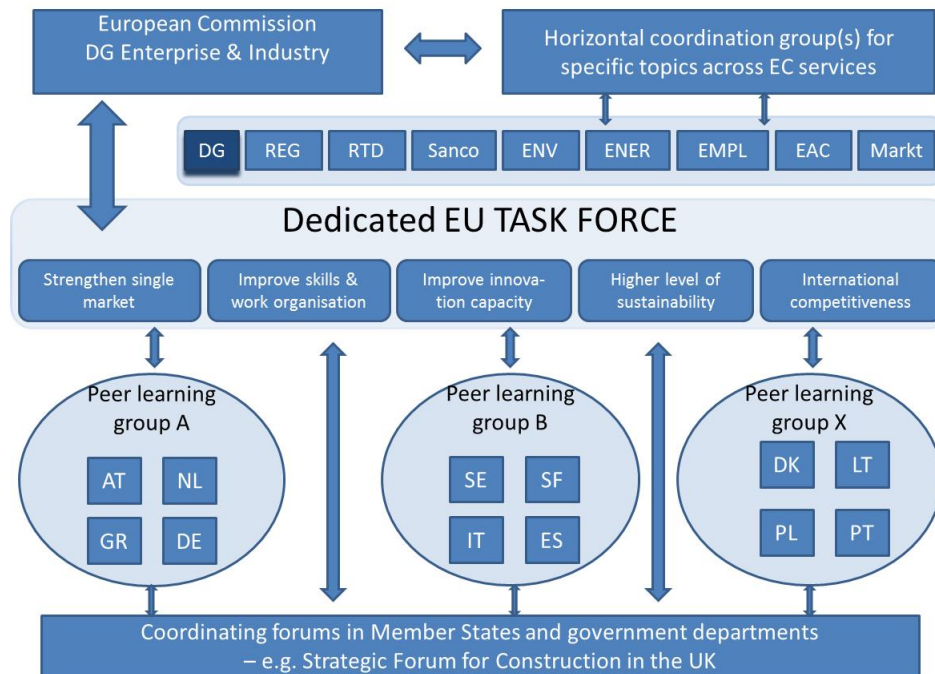 European Commission
DG Enterprise & Industry
Horizontal coordination group(s) for
specific topics across EC services
DG REG RTD Sanco ENV ENER EMPL EAC Markt
Dedicated EU TASK FORCE
Strengthen single
market
Improve skills &
work organisation
Improve innova-
tion capacity
Higher level of
sustainability
International
competitiveness
Peer learning
group A
AT NL
GR DE
Peer learning
group B
SE SF
IT ES
Peer learning
group X
DK LT
PL PT
Coordinating forums in Member States and government departments
– e.g. Strategic Forum for Construction in the UK